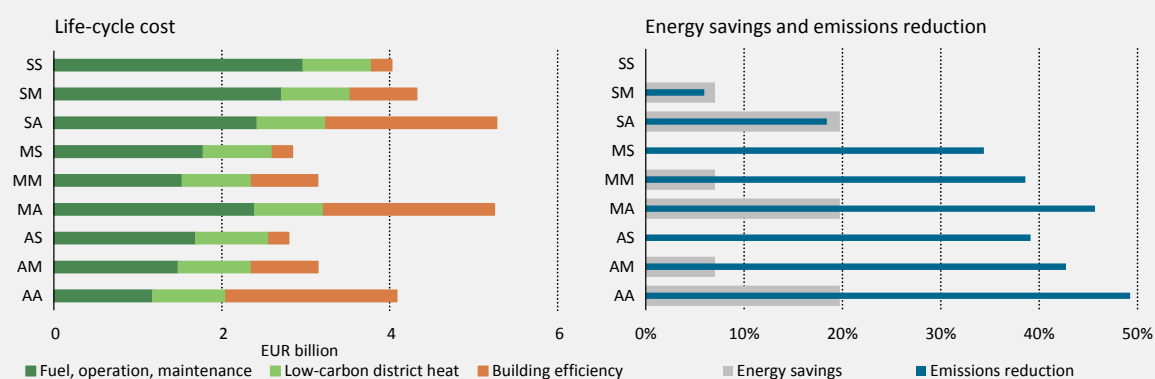 Life-cycle cost
SS
SM
SA
MS
MM
MA
AS
AM
AA
0 2 4 6
EUR billion
Fuel, operation, maintenance Low-carbon district heat Building efficiency
Energy savings and emissions reduction
SS
SM
SA
MS
MM
MA
AS
AM
AA
0% 10% 20% 30% 40% 50%
Energy savings Emissions reduction